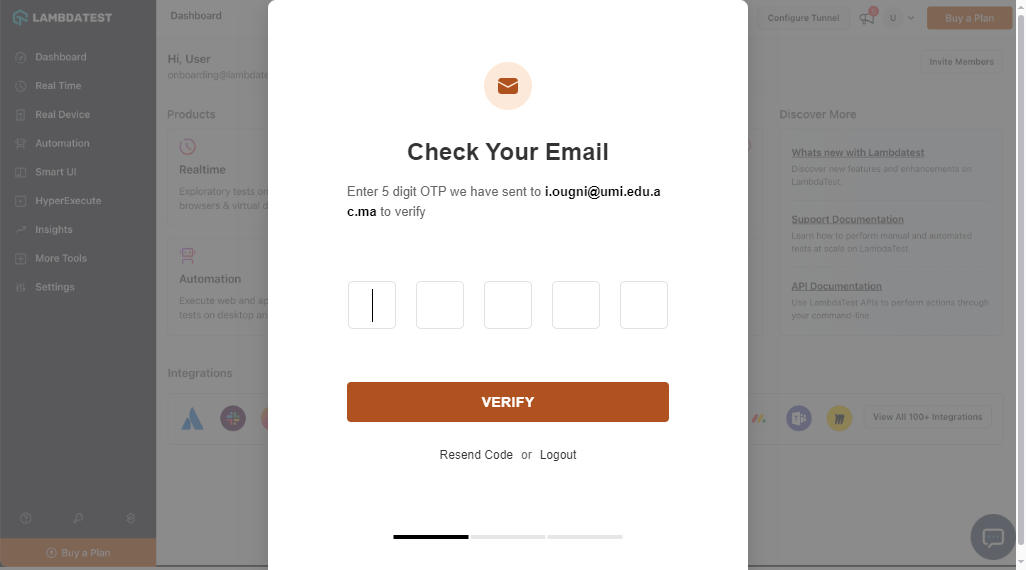 LAMBDATEST
Dashboard
Configure Tunnel
U
Buy a Plan
Dashboard
Real Time
Real Device
Automation
Smart UI
HyperExecute
Insights
More Tools
Settings
Buy a Plan
Hi, User
onboarding@lambdate
Invite Members
Products
Realtime
Exploratory tests on
browsers & virtual d
Automation
Execute web and ap
tests on desktop an
Integrations
View All 100+ Integrations
Discover More
Whats new with Lambdatest
Discover new features and enhancements on
LambdaTest.
Support Documentation
Learn how to perform manual and automated
tests at scale on LambdaTest.
API Documentation
Use LambdaTest APIs to perform actions through
your command-line.
Check Your Email
Enter 5 digit OTP we have sent to i.ougni@umi.edu.a
c.ma to verify
VERIFY
Resend Code or Logout